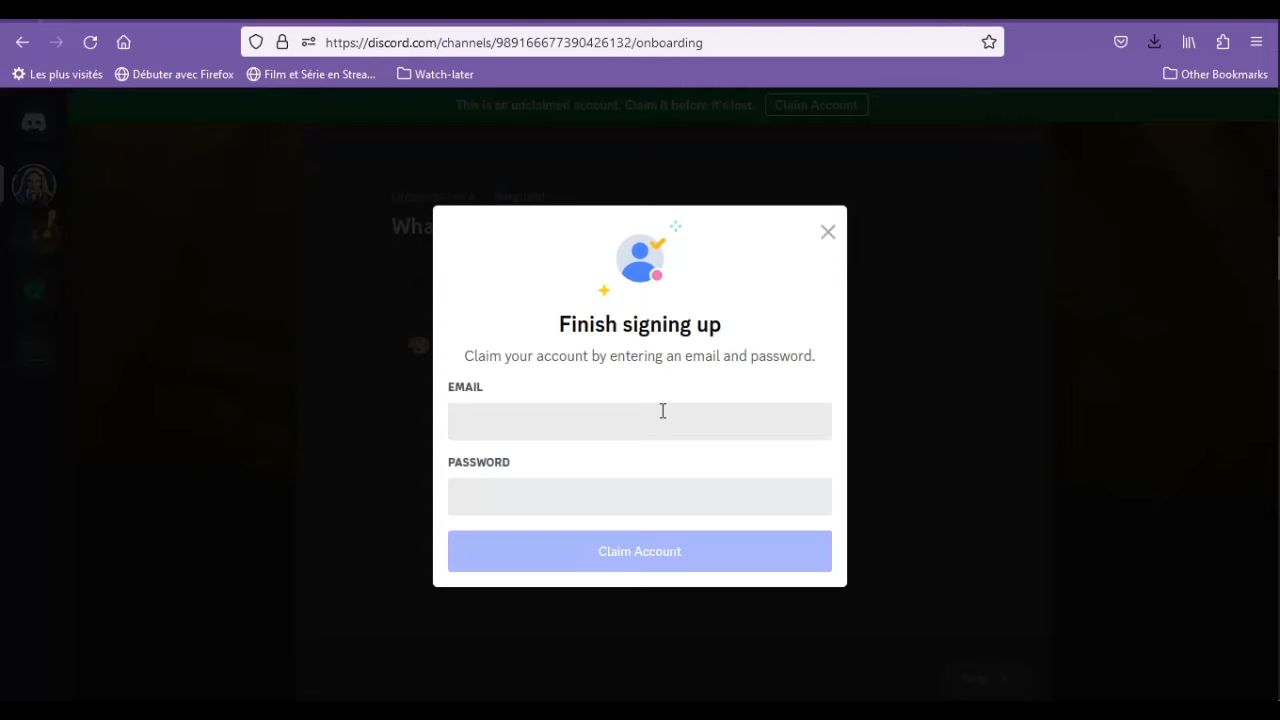 https://discord.com/channels/989166677390426132/onboarding
Les plus visités
Débuter avec Firefox
Film et Série en Strea...
Watch-later
Other Bookmarks
This is an unclaimed account. Claim it before it's lost.
Claim Account
Wha
Finish signing up
Claim your account by entering an email and password.
EMAIL
PASSWORD
Claim Account